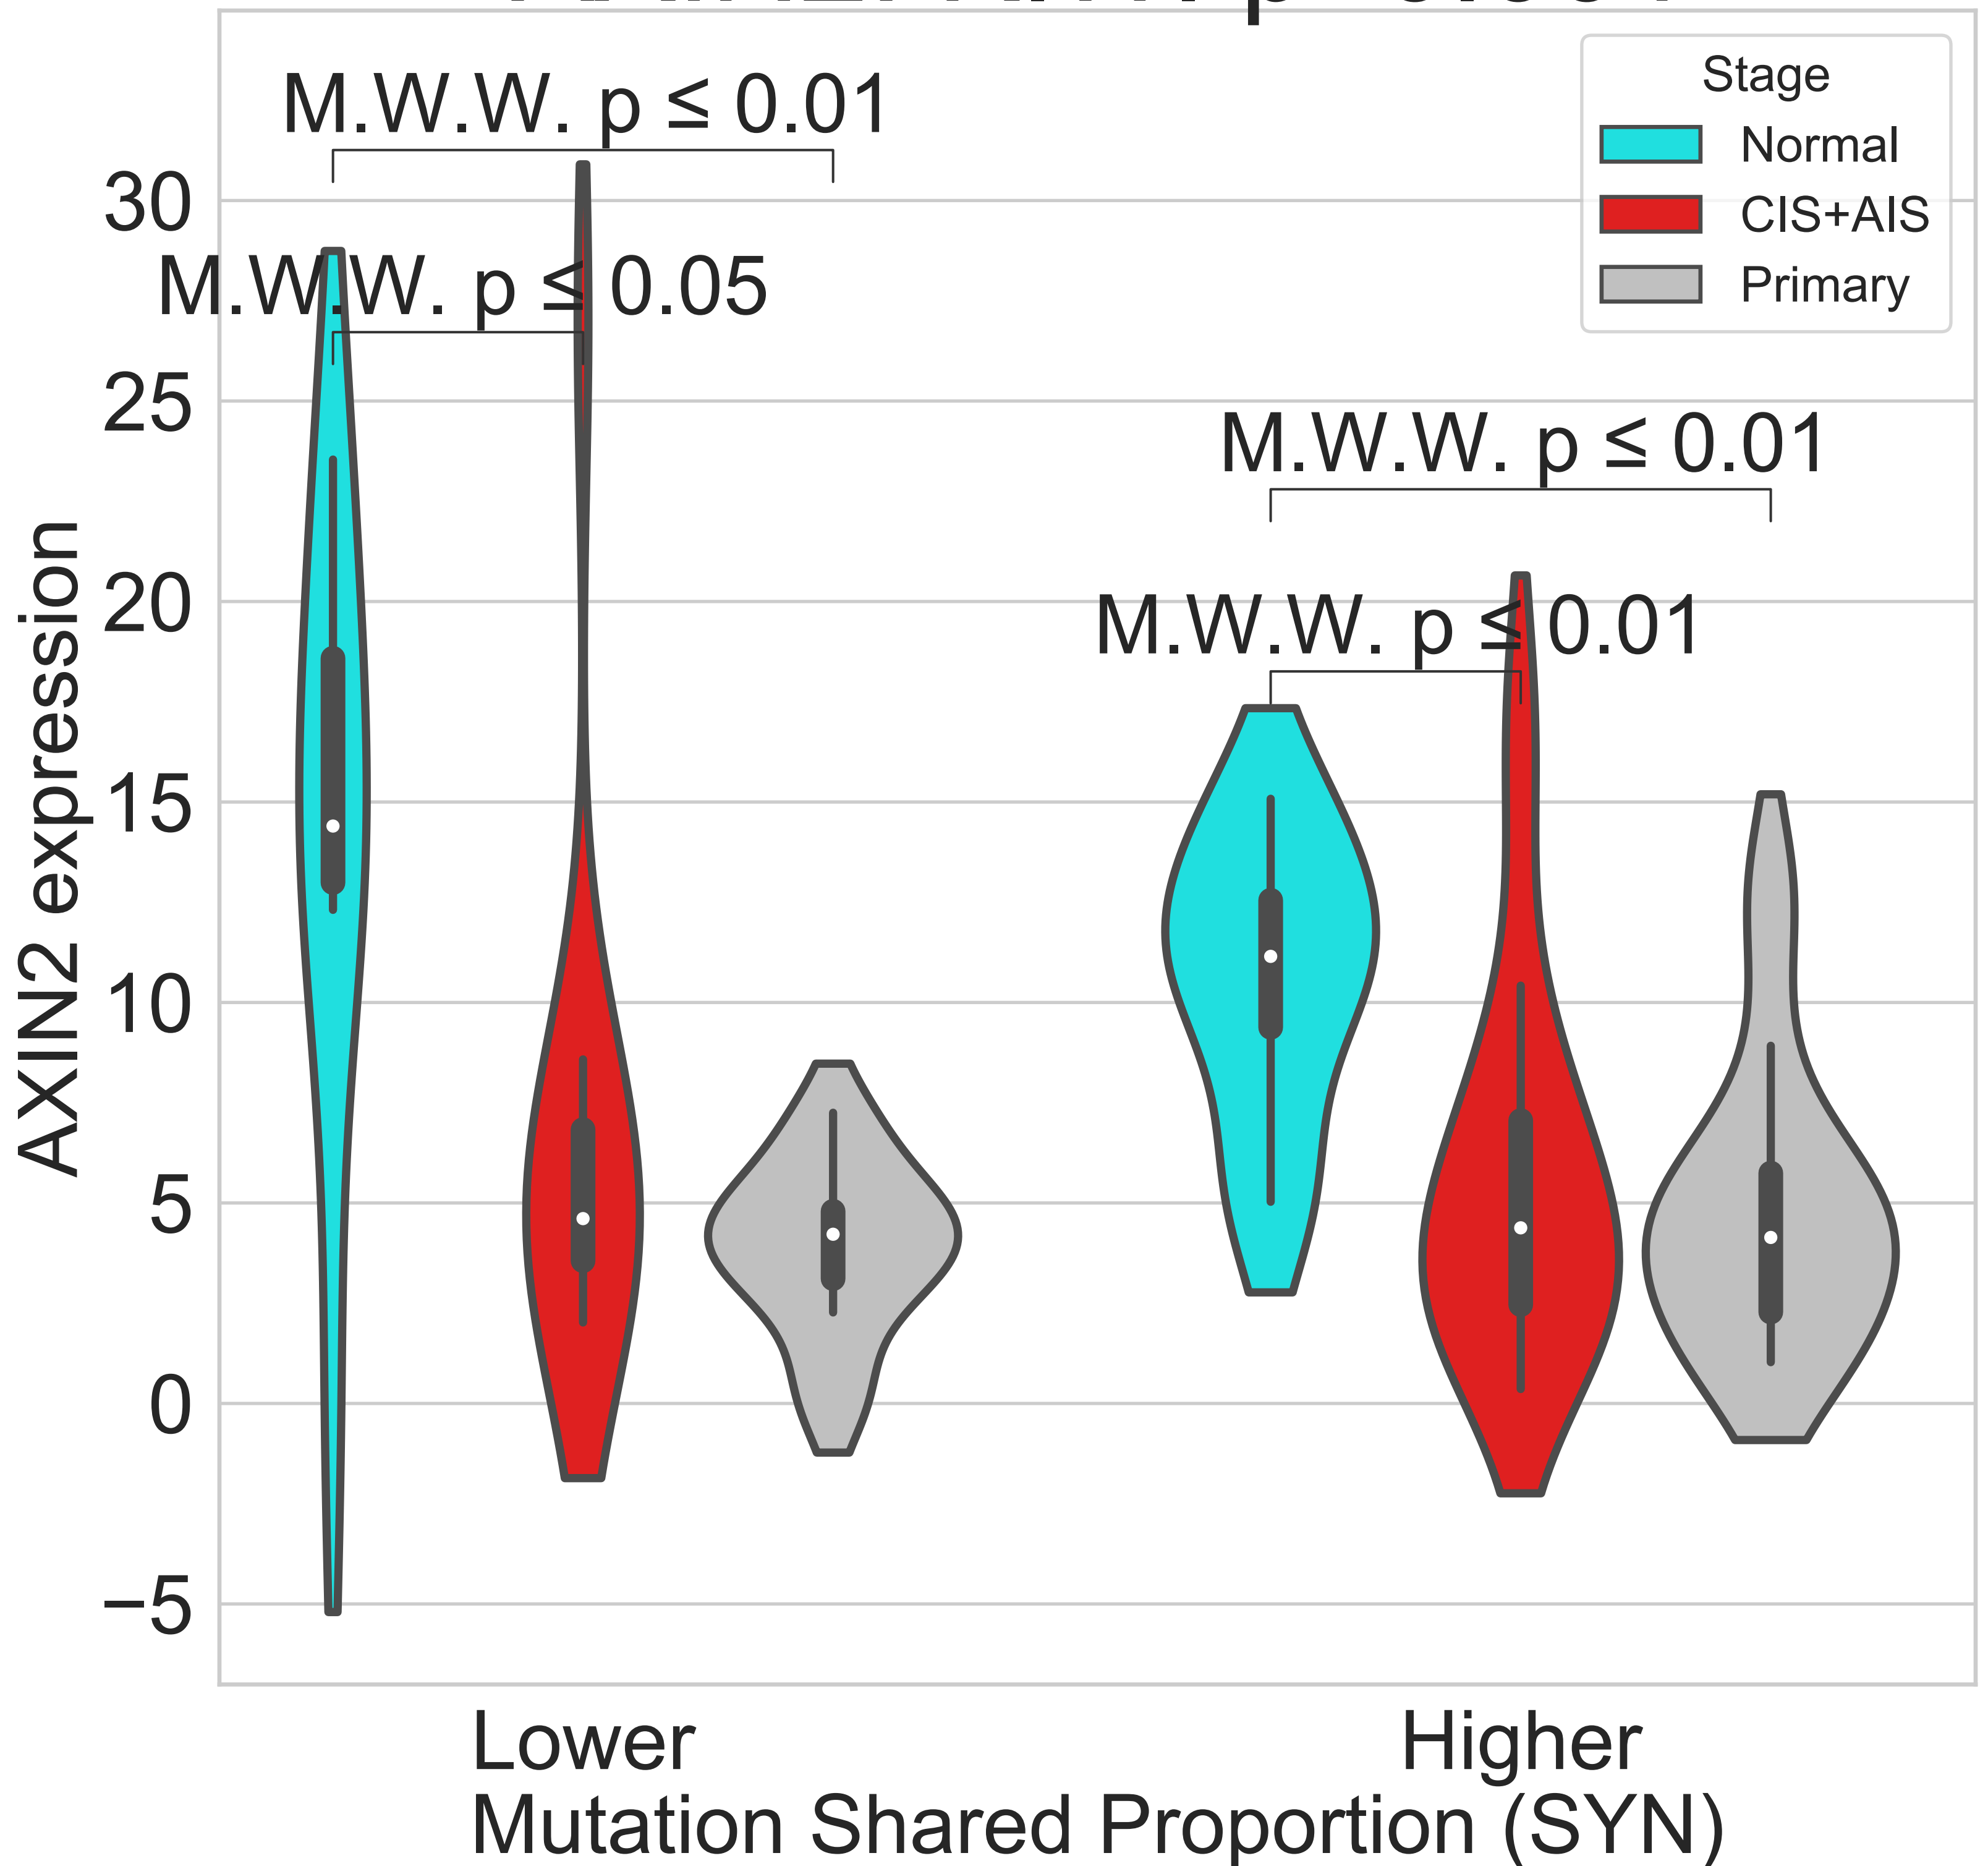 M.W.W. p ≤ 0.01
Stage
Normal
CIS+AIS
Primary
30
M.W.W. p ≤ 0.05
25
M.W.W. p ≤ 0.01
20
M.W.W. p ≤ 0.01
15
10
5
0
−5
AXIN2 expression
Lower
Higher
Mutation Shared Proportion (SYN)